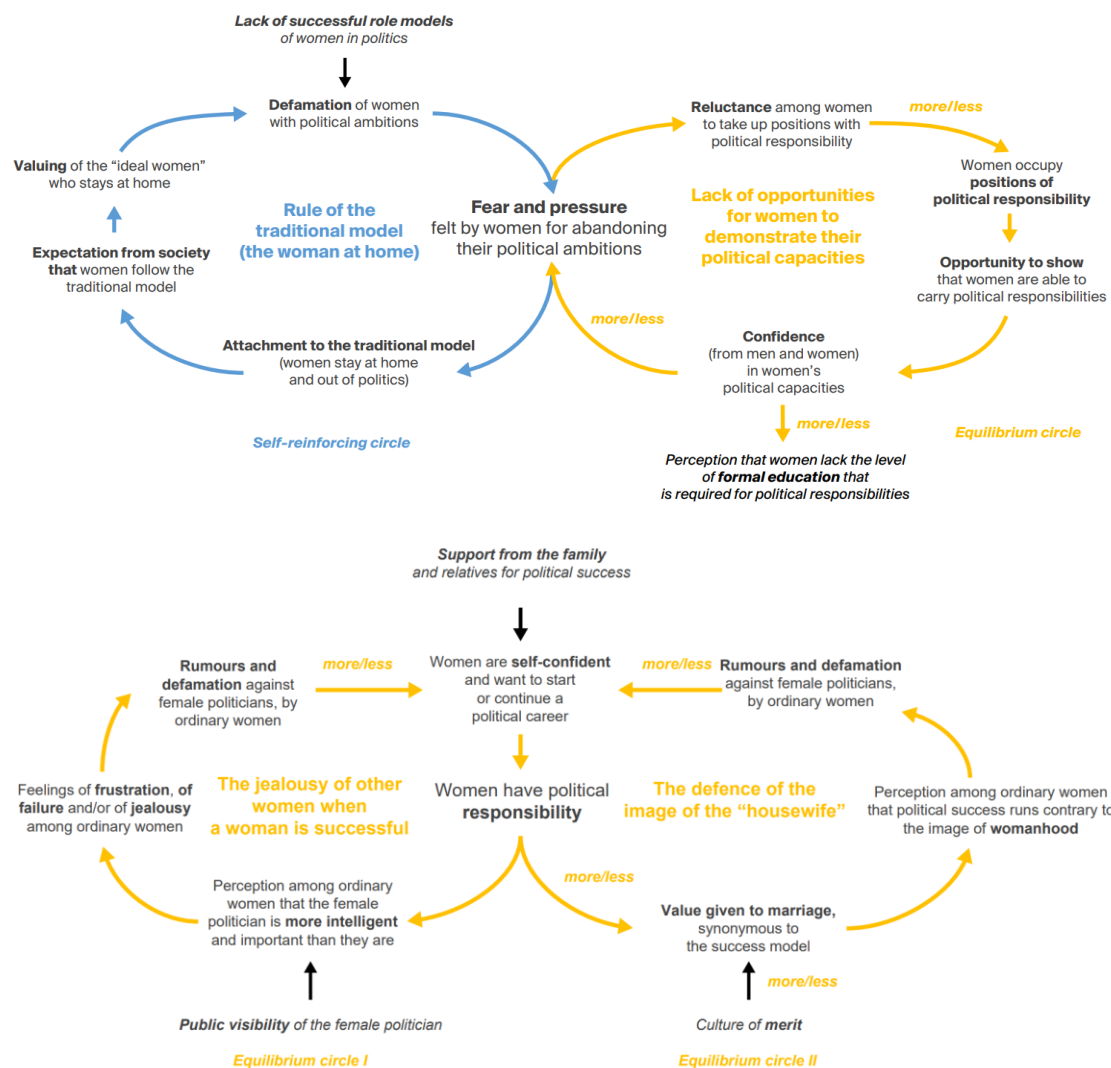 Lack of successful role models
of women in politics
Defamation of women
with political ambitions
Valuing of the “ideal women”
who stays at home
Rule of the
traditional model
(the woman at home)
Expectation from society
that women follow the
traditional model
Attachment to the traditional model
(women stay at home
and out of politics)
Self-reinforcing circle
Fear and pressure
felt by women for abandoning
their political ambitions
Reluctance among women
to take up positions with
political responsibility
more/less
Women occupy
positions of
political responsibility
Lack of opportunities
for women to
demonstrate their
political capacities
Opportunity to show
that women are able to
carry political responsibilities
more/less
Confidence
(from men and women)
in women’s
political capacities
more/less
Equilibrium circle
Perception that women lack the level
of formal education that
is required for political responsibilities
Support from the family
and relatives for political success
Rumours and
defamation against
female politicians, by
ordinary women
more/less
Women are self-confident
and want to start
or continue a
political career
more/less
Rumours and defamation
against female politicians,
by ordinary women
Feelings of frustration, of
failure and/or of jealousy
among ordinary women
The jealousy of other
women when
a woman is successful
Women have political
responsibility
The defence of the
image of the “housewife”
Perception among ordinary women
that political success runs contrary to
the image of womanhood
Perception among ordinary
women that the female
politician is more intelligent
and important than they are
more/less
Value given to marriage,
synonymous to
the success model
more/less
Public visibility of the female politician
Culture of merit
Equilibrium circle I
Equilibrium circle II